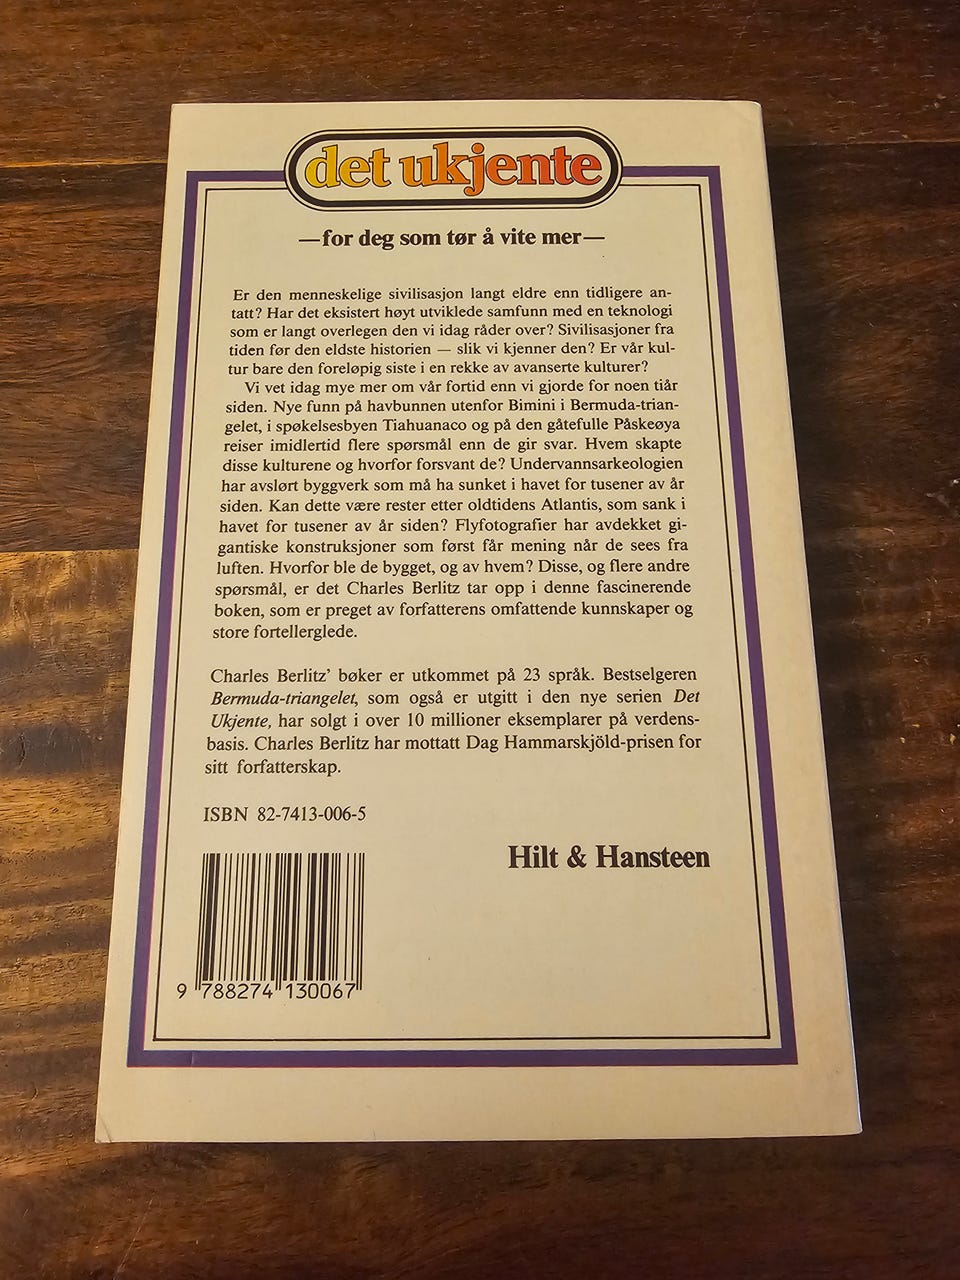 det ukjente
—for deg som tør å vite mer—
Er den menneskelige sivilisasjon langt eldre enn tidligere an-
tatt? Har det eksistert høyt utviklede samfunn med en teknologi
som er langt overlegen den vi idag råder over? Sivilisasjoner fra
tiden før den eldste historien — slik vi kjenner den? Er vår kul-
tur bare den foreløpig siste i en rekke av avanserte kulturer?
Vi vet idag mye mer om vår fortid enn vi gjorde for noen tiår
siden. Nye funn på havbunnen utenfor Bimini i Bermuda-trian-
gelet, i spøkelsesbyen Tiahuanaco og på den gåtefulle Påskeøya
reiser imidlertid flere spørsmål enn de gir svar. Hvem skapte
disse kulturene og hvorfor forsvant de? Undervannsarkeologien
har avslørt byggverk som må ha sunket i havet for tusener av år
siden. Kan dette være rester etter oldtidens Atlantis, som sank i
havet for tusener av år siden? Flyfotografier har avdekket gi-
gantiske konstruksjoner som først får mening når de sees fra
luften. Hvorfor ble de bygget, og av hvem? Disse, og flere andre
spørsmål, er det Charles Berlitz tar opp i denne fascinerende
boken, som er preget av forfatterens omfattende kunnskaper og
store fortellerglede.
Charles Berlitz' bøker er utkommet på 23 språk. Bestselgeren
Bermuda-triangelet, som også er utgitt i den nye serien Det
Ukjente, har solgt i over 10 millioner eksemplarer på verdens-
basis. Charles Berlitz har mottatt Dag Hammarskjöld-prisen for
sitt forfatterskap.
ISBN 82-7413-006-5
Hilt & Hansteen
9 788274 130067